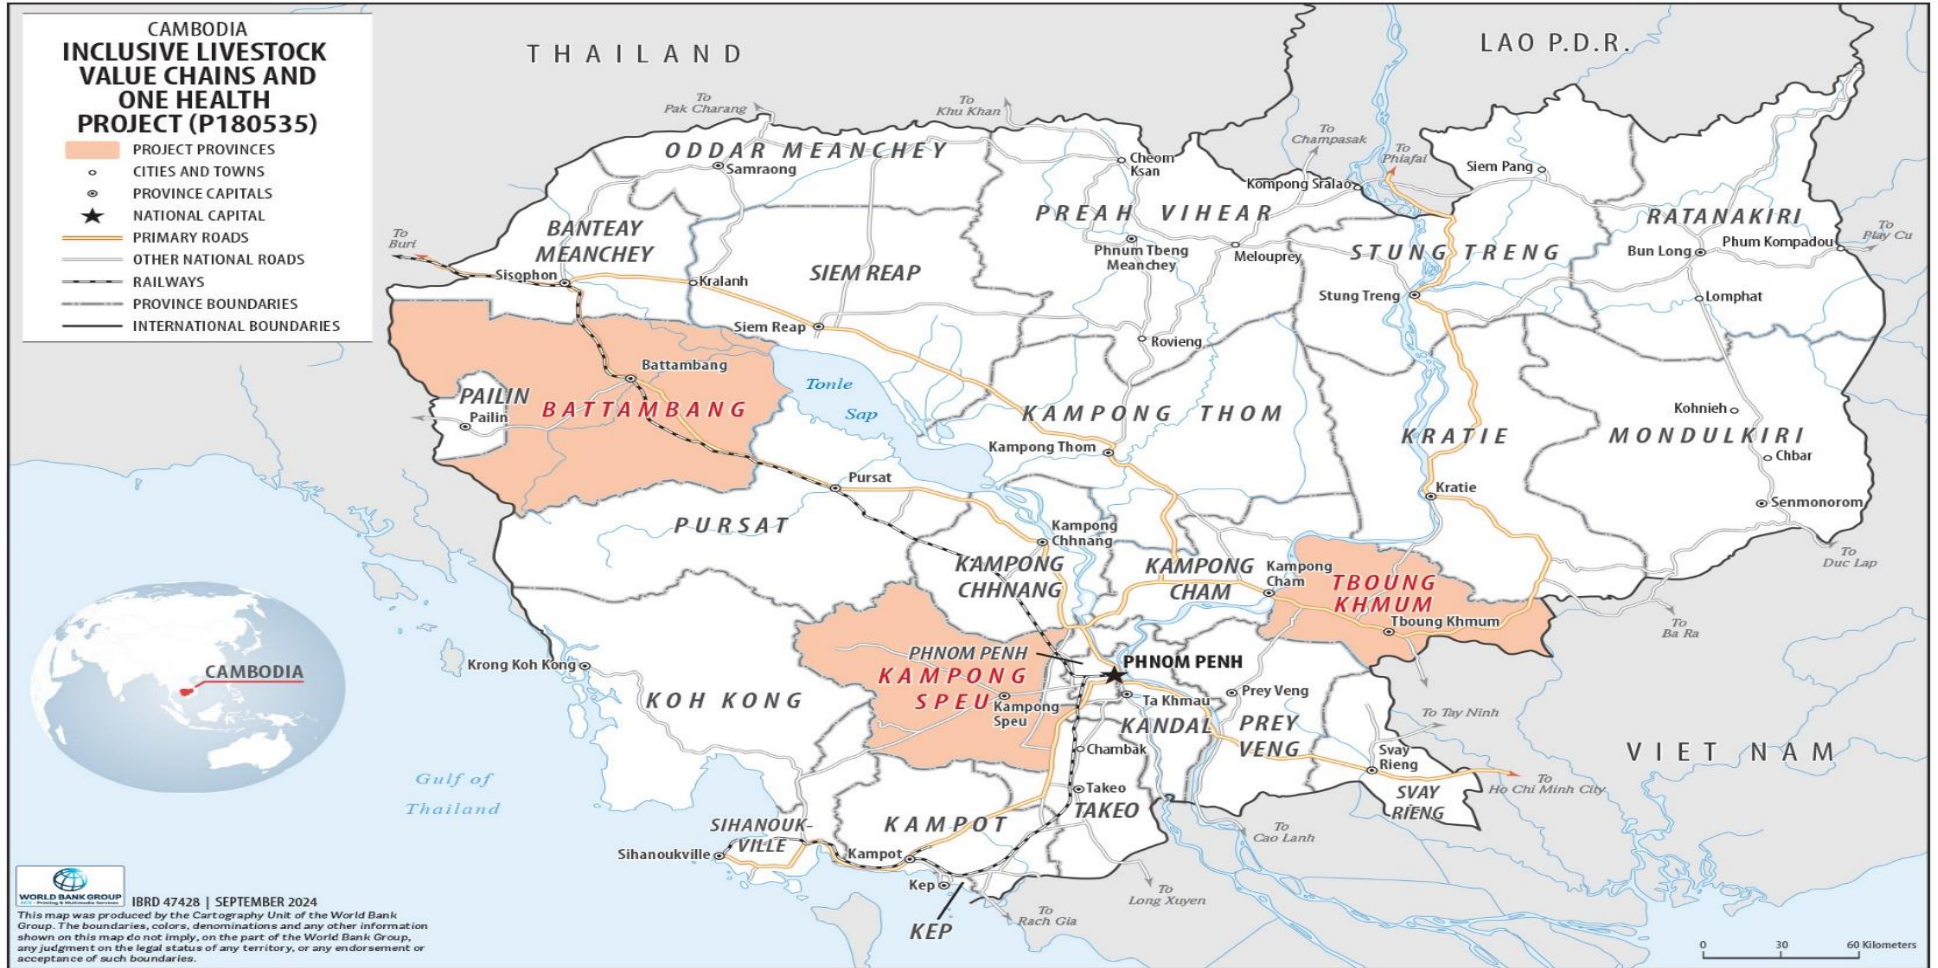 CAMBODIA
INCLUSIVE LIVESTOCK
VALUE CHAINS AND
ONE HEALTH
PROJECT (P180535)
PROJECT PROVINCES
CITIES AND TOWNS
PROVINCE CAPITALS
NATIONAL CAPITAL
PRIMARY ROADS
OTHER NATIONAL ROADS
RAILWAYS
PROVINCE BOUNDARIES
INTERNATIONAL BOUNDARIES
THAILAND
LAO P.D.R.
To
Pak Charang
To
Khu Khan
To
Champasak
To
Phiafai
ODDAR MEANCHEY
Samraong
Cheom
Ksan
Kompong Sralao
Siem Pang
BANTEAY
MEANCHEY
PREAH VIHEAR
RATANAKIRI
To
Buri
Phnum Tbeng
Meanchey
Melouprey
STUNG TRENG
Bun Long
Phum Kompadou
To
Play Cu
Sisophon
Kralanh
SIEM REAP
Stung Treng
Lomphat
Siem Reap
Rovieng
Battambang
Tonle
Sap
PAILIN
Pailin
BATTAMBANG
KAMPONG THOM
Kampong Thom
KRATIE
Kohnieh
MONDULKIRI
Chbar
Pursat
Kratie
Senmonorom
PURSAT
Kampong
Chhnang
To
Duc Lap
KAMPONG
CHHNANG
KAMPONG
CHAM
Kampong
Cham
TBOUNG
KHMUM
Tboung Khmum
To
Ba Ra
CAMBODIA
Krong Koh Kong
KOH KONG
PHNOM PENH
KAMPONG
SPEU
Kampong
Speu
PHNOM PENH
Ta Khmau
KANDAL
Prey Veng
PREY
VENG
To Tay Ninh
VIET NAM
Chambak
Svay
Rieng
SVAY
RIENG
To
Ho Chi Minh City
Gulf of
Thailand
Takeo
TAKEO
SIHANOUK-
VILLE
KAMPOT
To
Cao Lanh
Sihanoukville
Kampot
Kep
KEP
To
Long Xuyen
To
Rach Gia
WORLD BANK GROUP
IBRD 47428 | SEPTEMBER 2024
This map was produced by the Cartography Unit of the World Bank
Group. The boundaries, colors, denominations and any other information
shown on this map do not imply, on the part of the World Bank Group,
any judgment on the legal status of any territory, or any endorsement or
acceptance of such boundaries.
0 30 60 Kilometers